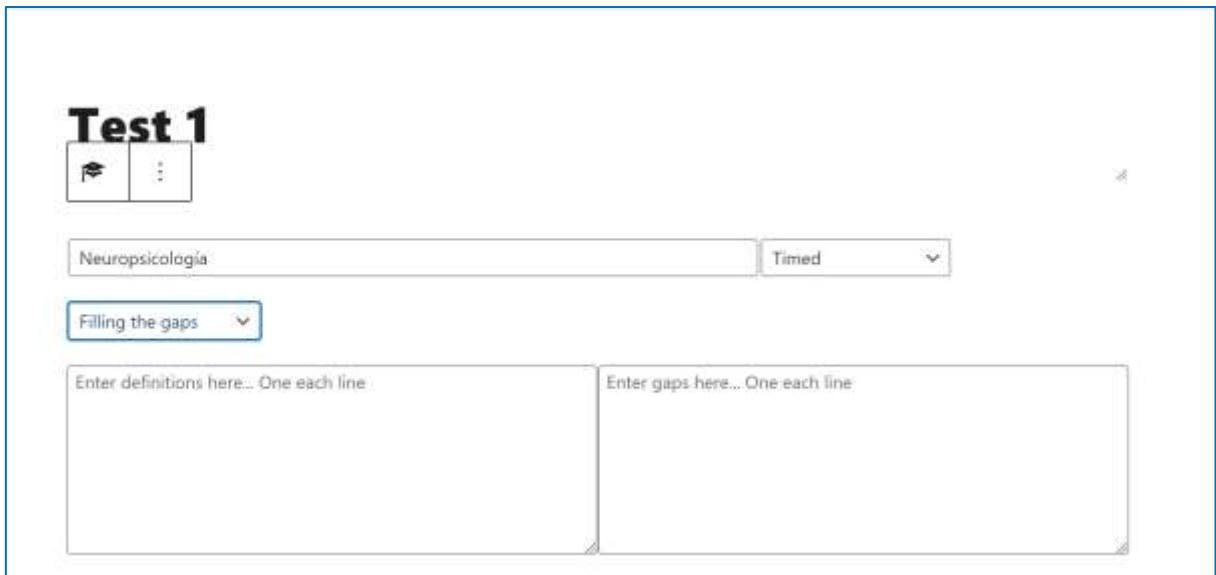 Test 1
Neuropsicología Timed
Filling the gaps
Enter definitions here... One each line Enter gaps here... One each line